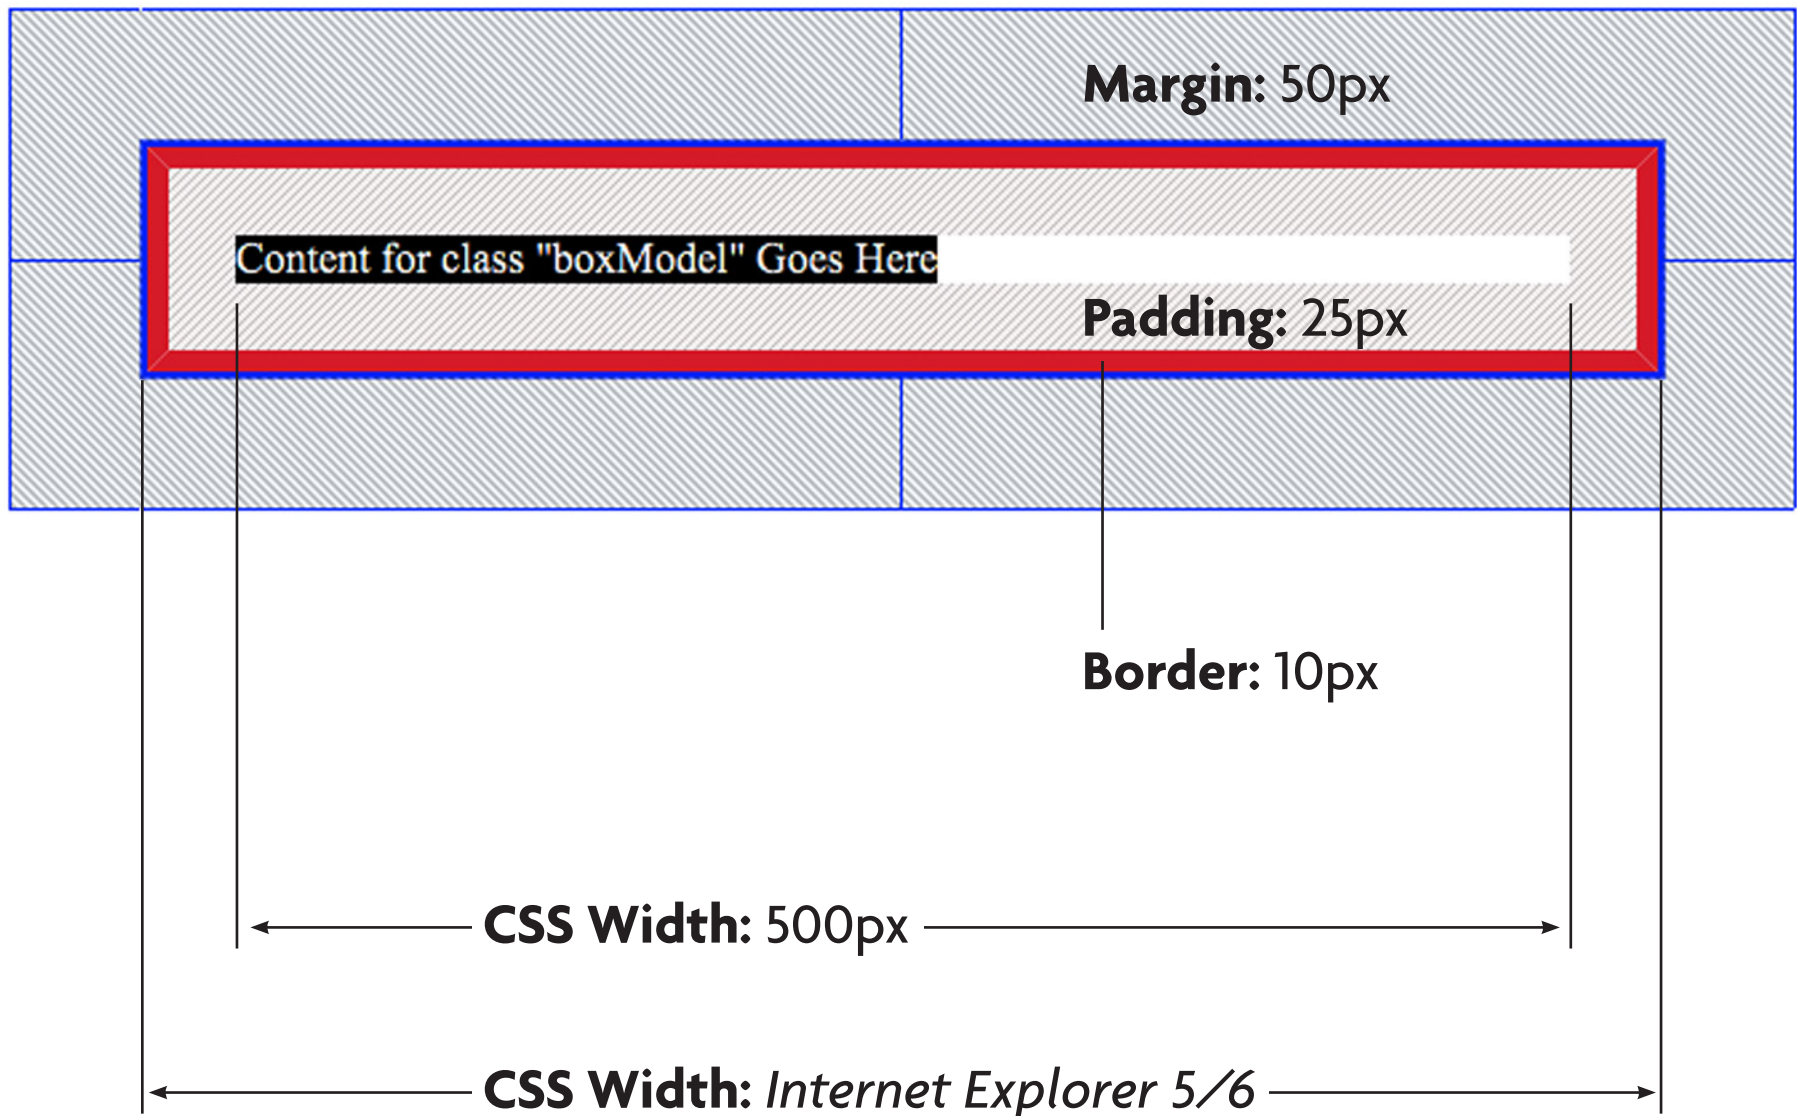 Margin: 50px
Content for class "boxModel" Goes Here
Padding: 25px
Border: 10px
CSS Width: 500px
CSS Width: Internet Explorer 5/6